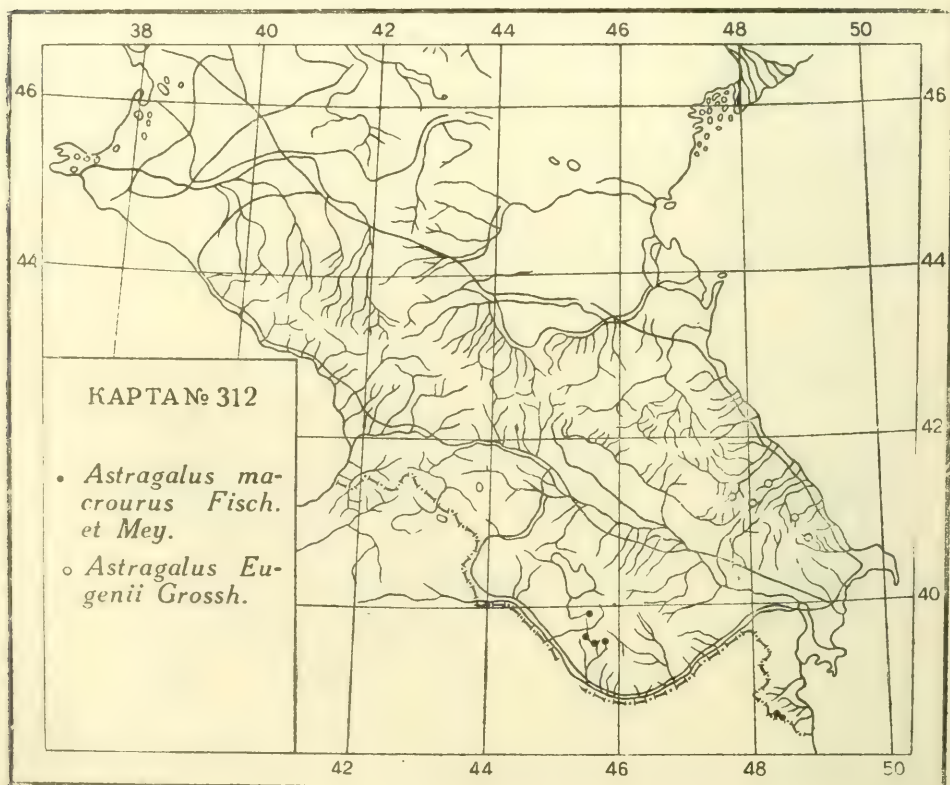 38 40 42 44 46 48 50
46 46
44 44
КАРТА № 312
42
• Astragalus ma-
crourus Fisch.
et Mey.
○ Astragalus Eu-
genii Grossh.
40
42 44 46 48 50